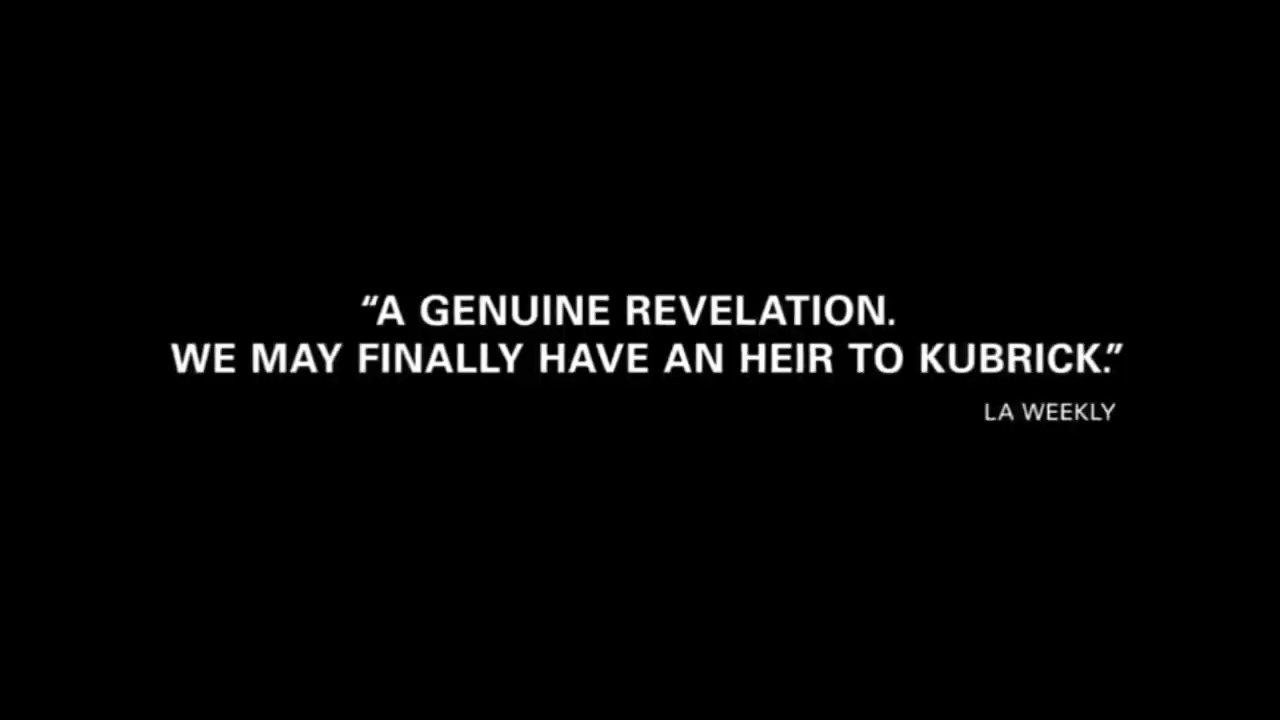 “A GENUINE REVELATION.
WE MAY FINALLY HAVE AN HEIR TO KUBRICK.”
LA WEEKLY